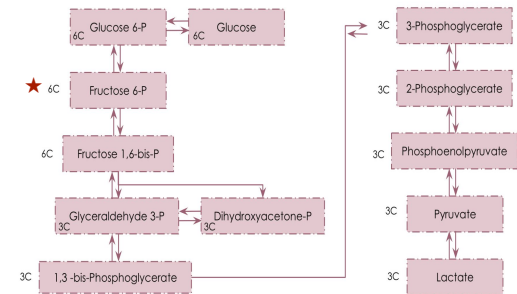 Glucose 6-P
6C
Glucose
6C
6C
Fructose 6-P
6C
Fructose 1,6-bis-P
Glyceraldehyde 3-P
3C
Dihydroxyacetone-P
3C
3C
1,3 -bis-Phosphoglycerate
3C
3-Phosphoglycerate
3C
2-Phosphoglycerate
3C
Phosphoenolpyruvate
3C
Pyruvate
3C
Lactate